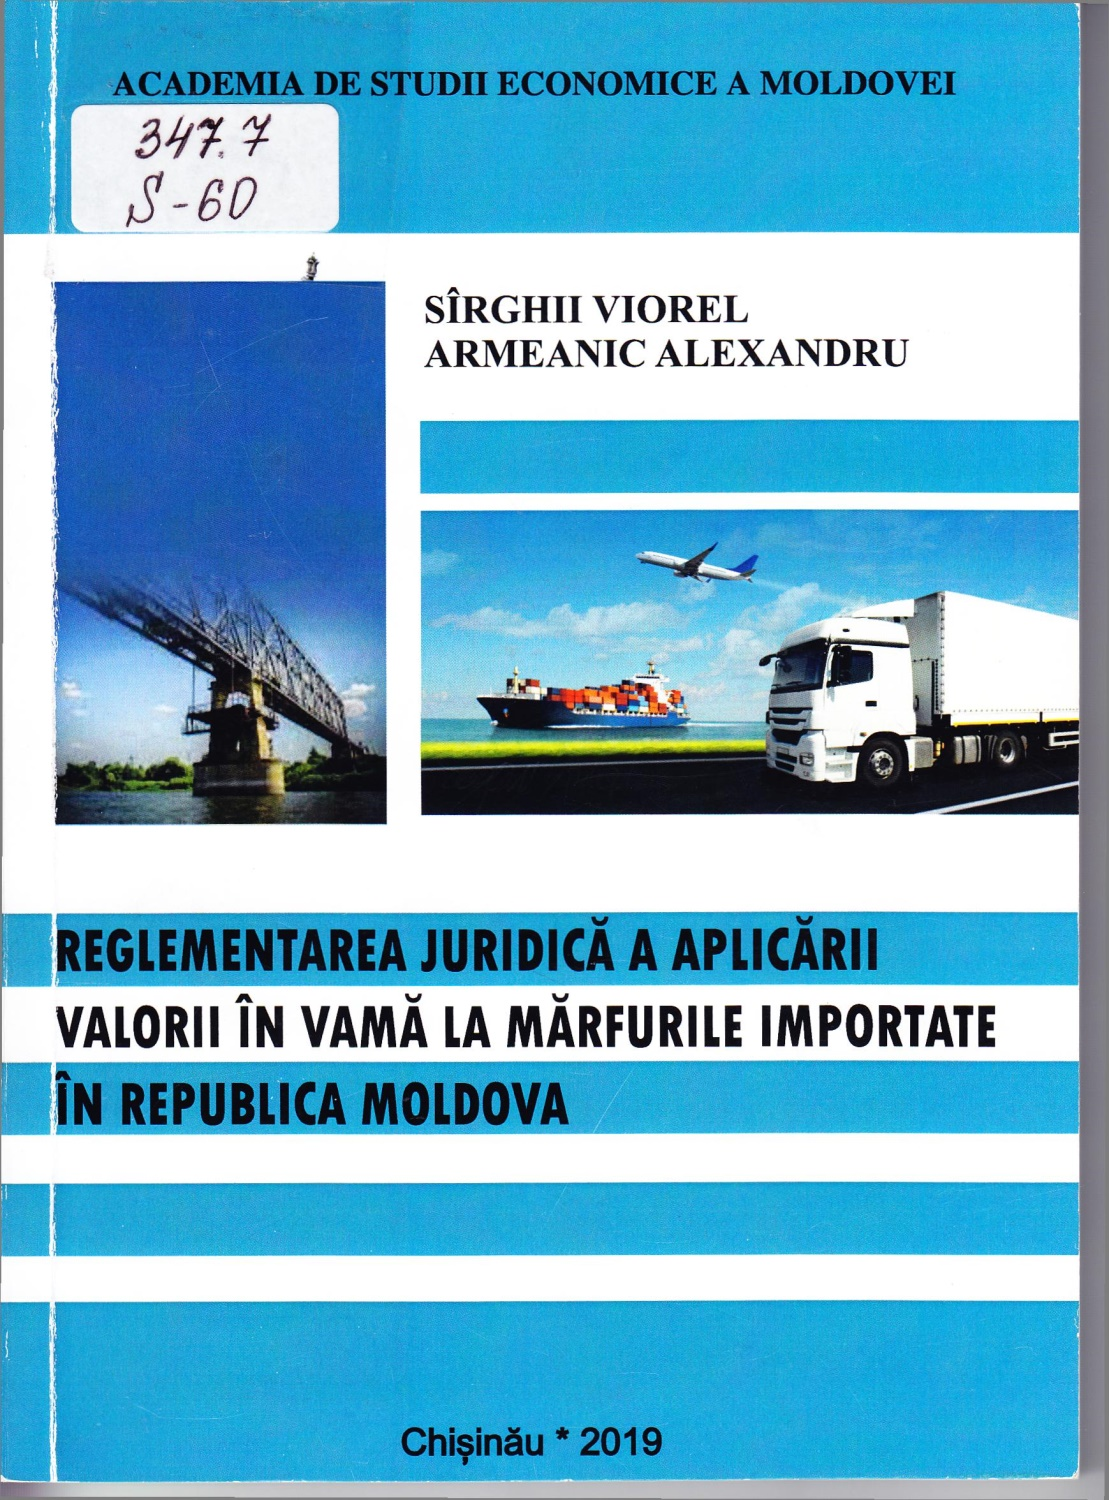 ACADEMIA DE STUDII ECONOMICE A MOLDOVEI
347.7
S-60
SÎRGHII VIOREL
ARMEANIC ALEXANDRU
REGLEMENTAREA JURIDICĂ A APLICĂRII
VALORII ÎN VAMĂ LA MĂRFURILE IMPORTATE
ÎN REPUBLICA MOLDOVA
Chișinău * 2019